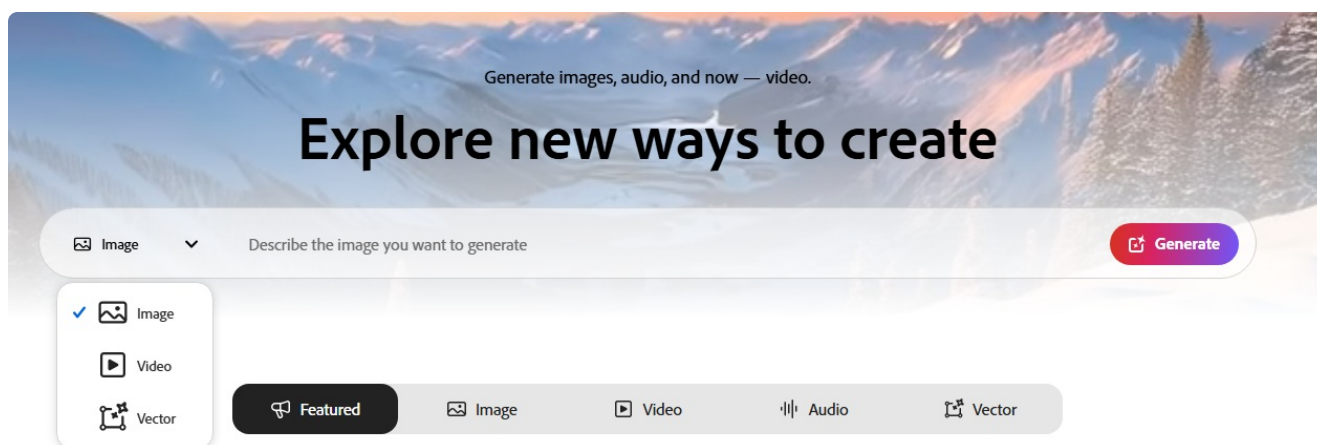 Generate images, audio, and now — video.
Explore new ways to create
Image Describe the image you want to generate Generate
Image
Video
Vector
Featured Image Video Audio Vector